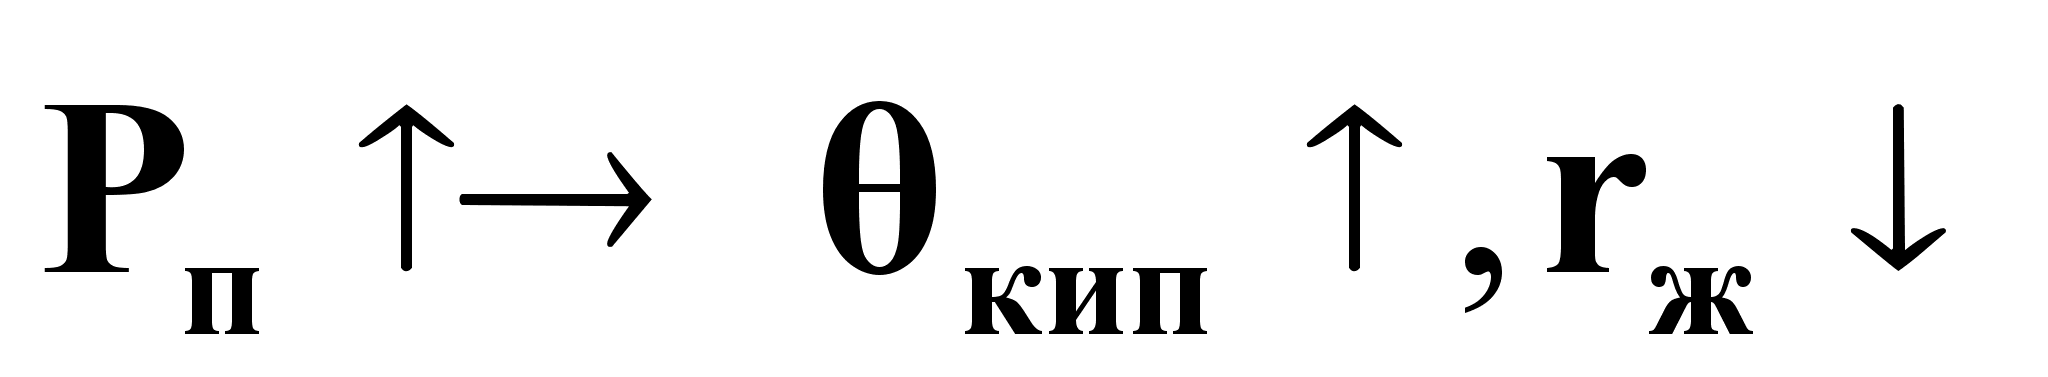 Pп ↑→ θкип ↑, rж ↓